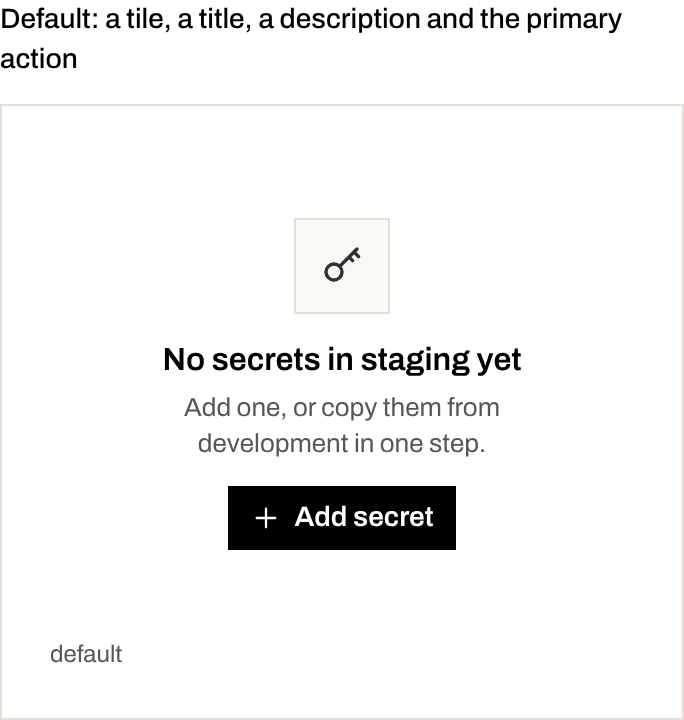 Default: a tile, a title, a description and the primary
action
No secrets in staging yet
Add one, or copy them from
development in one step.
Add secret
default